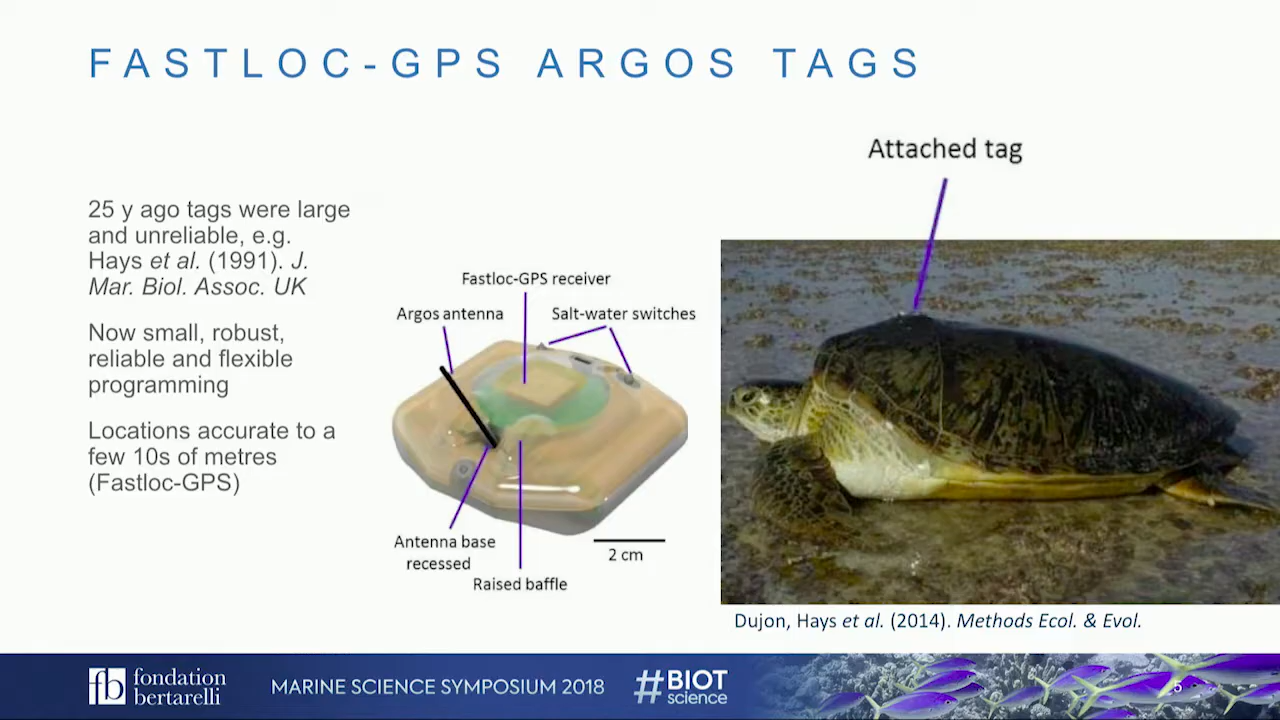 FASTLOC-GPS ARGOS TAGS
25 y ago tags were large
and unreliable, e.g.
Hays et al. (1991). J.
Mar. Biol. Assoc. UK
Now small, robust,
reliable and flexible
programming
Locations accurate to a
few 10s of metres
(Fastloc-GPS)
Fastloc-GPS receiver
Argos antenna
Salt-water switches
Antenna base
recessed
Raised baffle
2 cm
Attached tag
Dujon, Hays et al. (2014). Methods Ecol. & Evol.
fb
fondation
bertarelli
MARINE SCIENCE SYMPOSIUM 2018
#BIOT
science
5